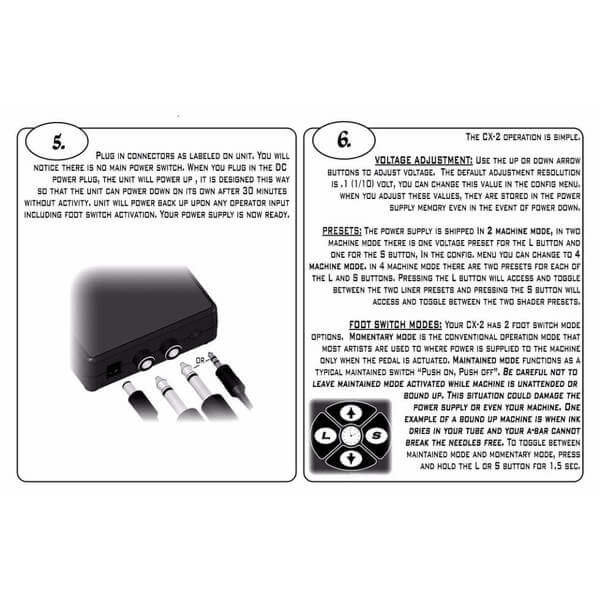 5.
Plug in connectors as labeled on unit. You will
notice there is no main power switch. When you plug in the DC
power plug, the unit will power up , it is designed this way
so that the unit can power down on its own after 30 minutes
without activity. unit will power back up upon any operator input
including foot switch activation. Your power supply is now ready.
-OR-
6.
The CX-2 operation is simple.
Voltage Adjustment: Use the up or down arrow
buttons to adjust voltage. The default adjustment resolution
is .1 (1/10) volt, you can change this value in the config menu.
when you adjust these values, they are stored in the power
supply memory even in the event of power down.
Presets: The power supply is shipped in 2 machine mode, in two
machine mode there is one voltage preset for the L button and
one for the S button, In the config. menu you can change to 4
machine mode. in 4 machine mode there are two presets for each of
the L and S buttons. Pressing the L button will access and toggle
between the two liner presets and pressing the S button will
access and toggle between the two shader presets.
Foot Switch Modes: Your CX-2 has 2 foot switch mode
options. Momentary mode is the conventional operation mode that
most artists are used to where power is supplied to the machine
only when the pedal is actuated. Maintained mode functions as a
typical maintained switch "Push on, Push off". Be careful not to
leave maintained mode activated while machine is unattended or
bound up. This situation could damage the
power supply or even your machine. One
example of a bound up machine is when ink
dries in your tube and your a-bar cannot
break the needles free. To toggle between
maintained mode and momentary mode, press
and hold the L or S button for 1.5 sec.
L
S